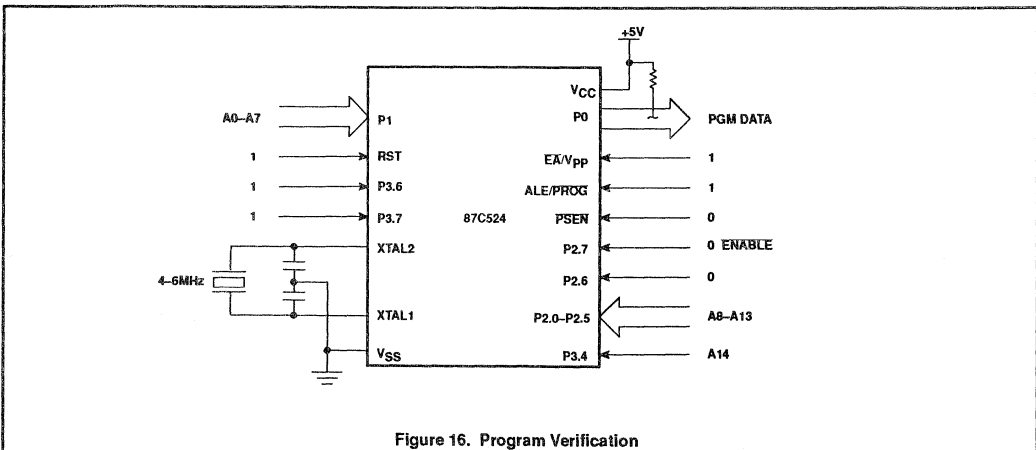 +5V
VCC
A0–A7
P1
P0
PGM DATA
1
RST
EA/VPP
1
1
P3.6
ALE/PROG
1
1
P3.7
87C524
PSEN
0
XTAL2
P2.7
0 ENABLE
4–6MHz
P2.6
0
XTAL1
P2.0–P2.5
A8–A13
VSS
P3.4
A14
Figure 16. Program Verification